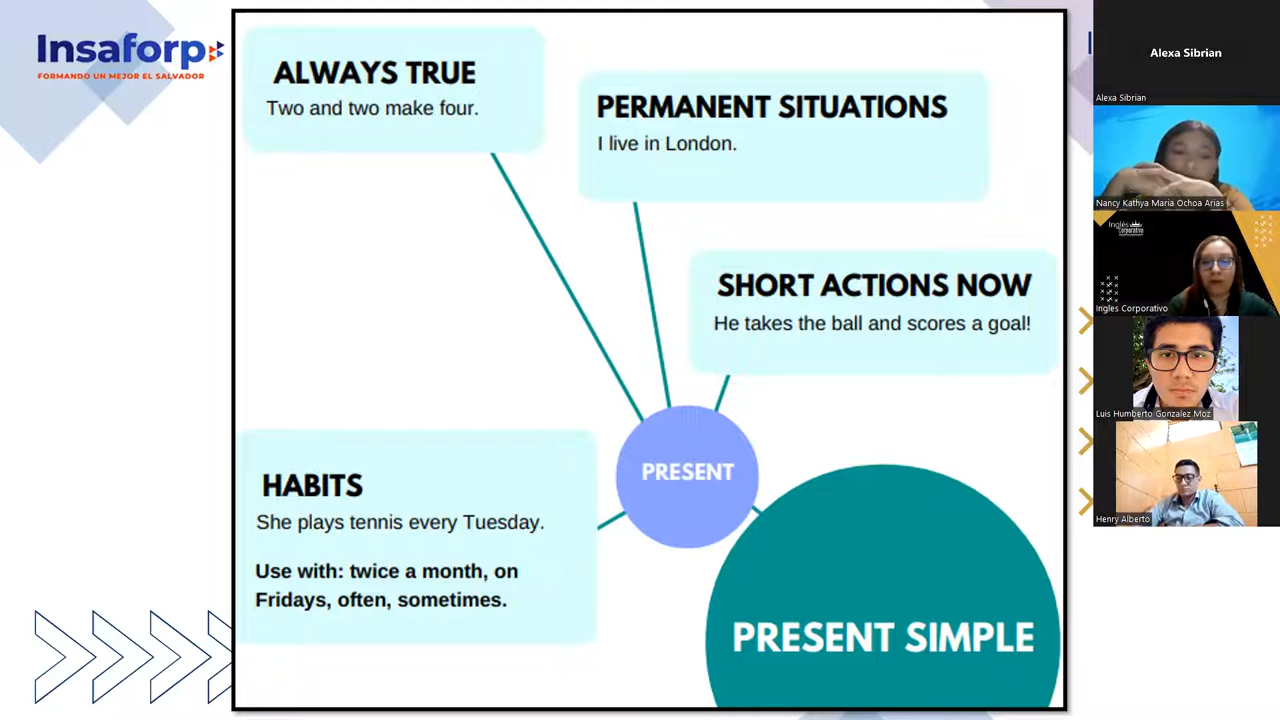 Insaforp
FORMANDO UN MEJOR EL SALVADOR
ALWAYS TRUE
Two and two make four.
PERMANENT SITUATIONS
I live in London.
SHORT ACTIONS NOW
He takes the ball and scores a goal!
PRESENT
HABITS
She plays tennis every Tuesday.
Use with: twice a month, on
Fridays, often, sometimes.
PRESENT SIMPLE
Alexa Sibrian
Alexa Sibrian
Nancy Kathya Maria Ochoa Arias
Inglés
Corporativo
Ingles Corporativo
Luis Humberto Gonzalez Moz
Henry Alberto